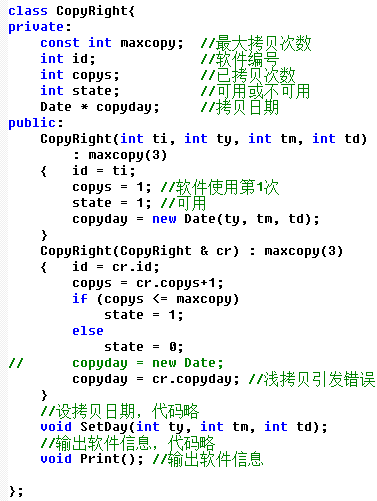 class CopyRight{
private:
    const int maxcopy;  //最大拷贝次数
    int id;             //软件编号
    int copys;          //已拷贝次数
    int state;          //可用或不可用
    Date * copyday;     //拷贝日期
public:
    CopyRight(int ti, int ty, int tm, int td)
        : maxcopy(3)
    {   id = ti;
        copys = 1; //软件使用第1次
        state = 1; //可用
        copyday = new Date(ty, tm, td);
    }
    CopyRight(CopyRight & cr) : maxcopy(3)
    {   id = cr.id;
        copys = cr.copys+1;
        if (copys <= maxcopy)
            state = 1;
        else
            state = 0;
//      copyday = new Date;
        copyday = cr.copyday; //浅拷贝引发错误
    }
    //设拷贝日期，代码略
    void SetDay(int ty, int tm, int td);
    //输出软件信息，代码略
    void Print(); //输出软件信息
};